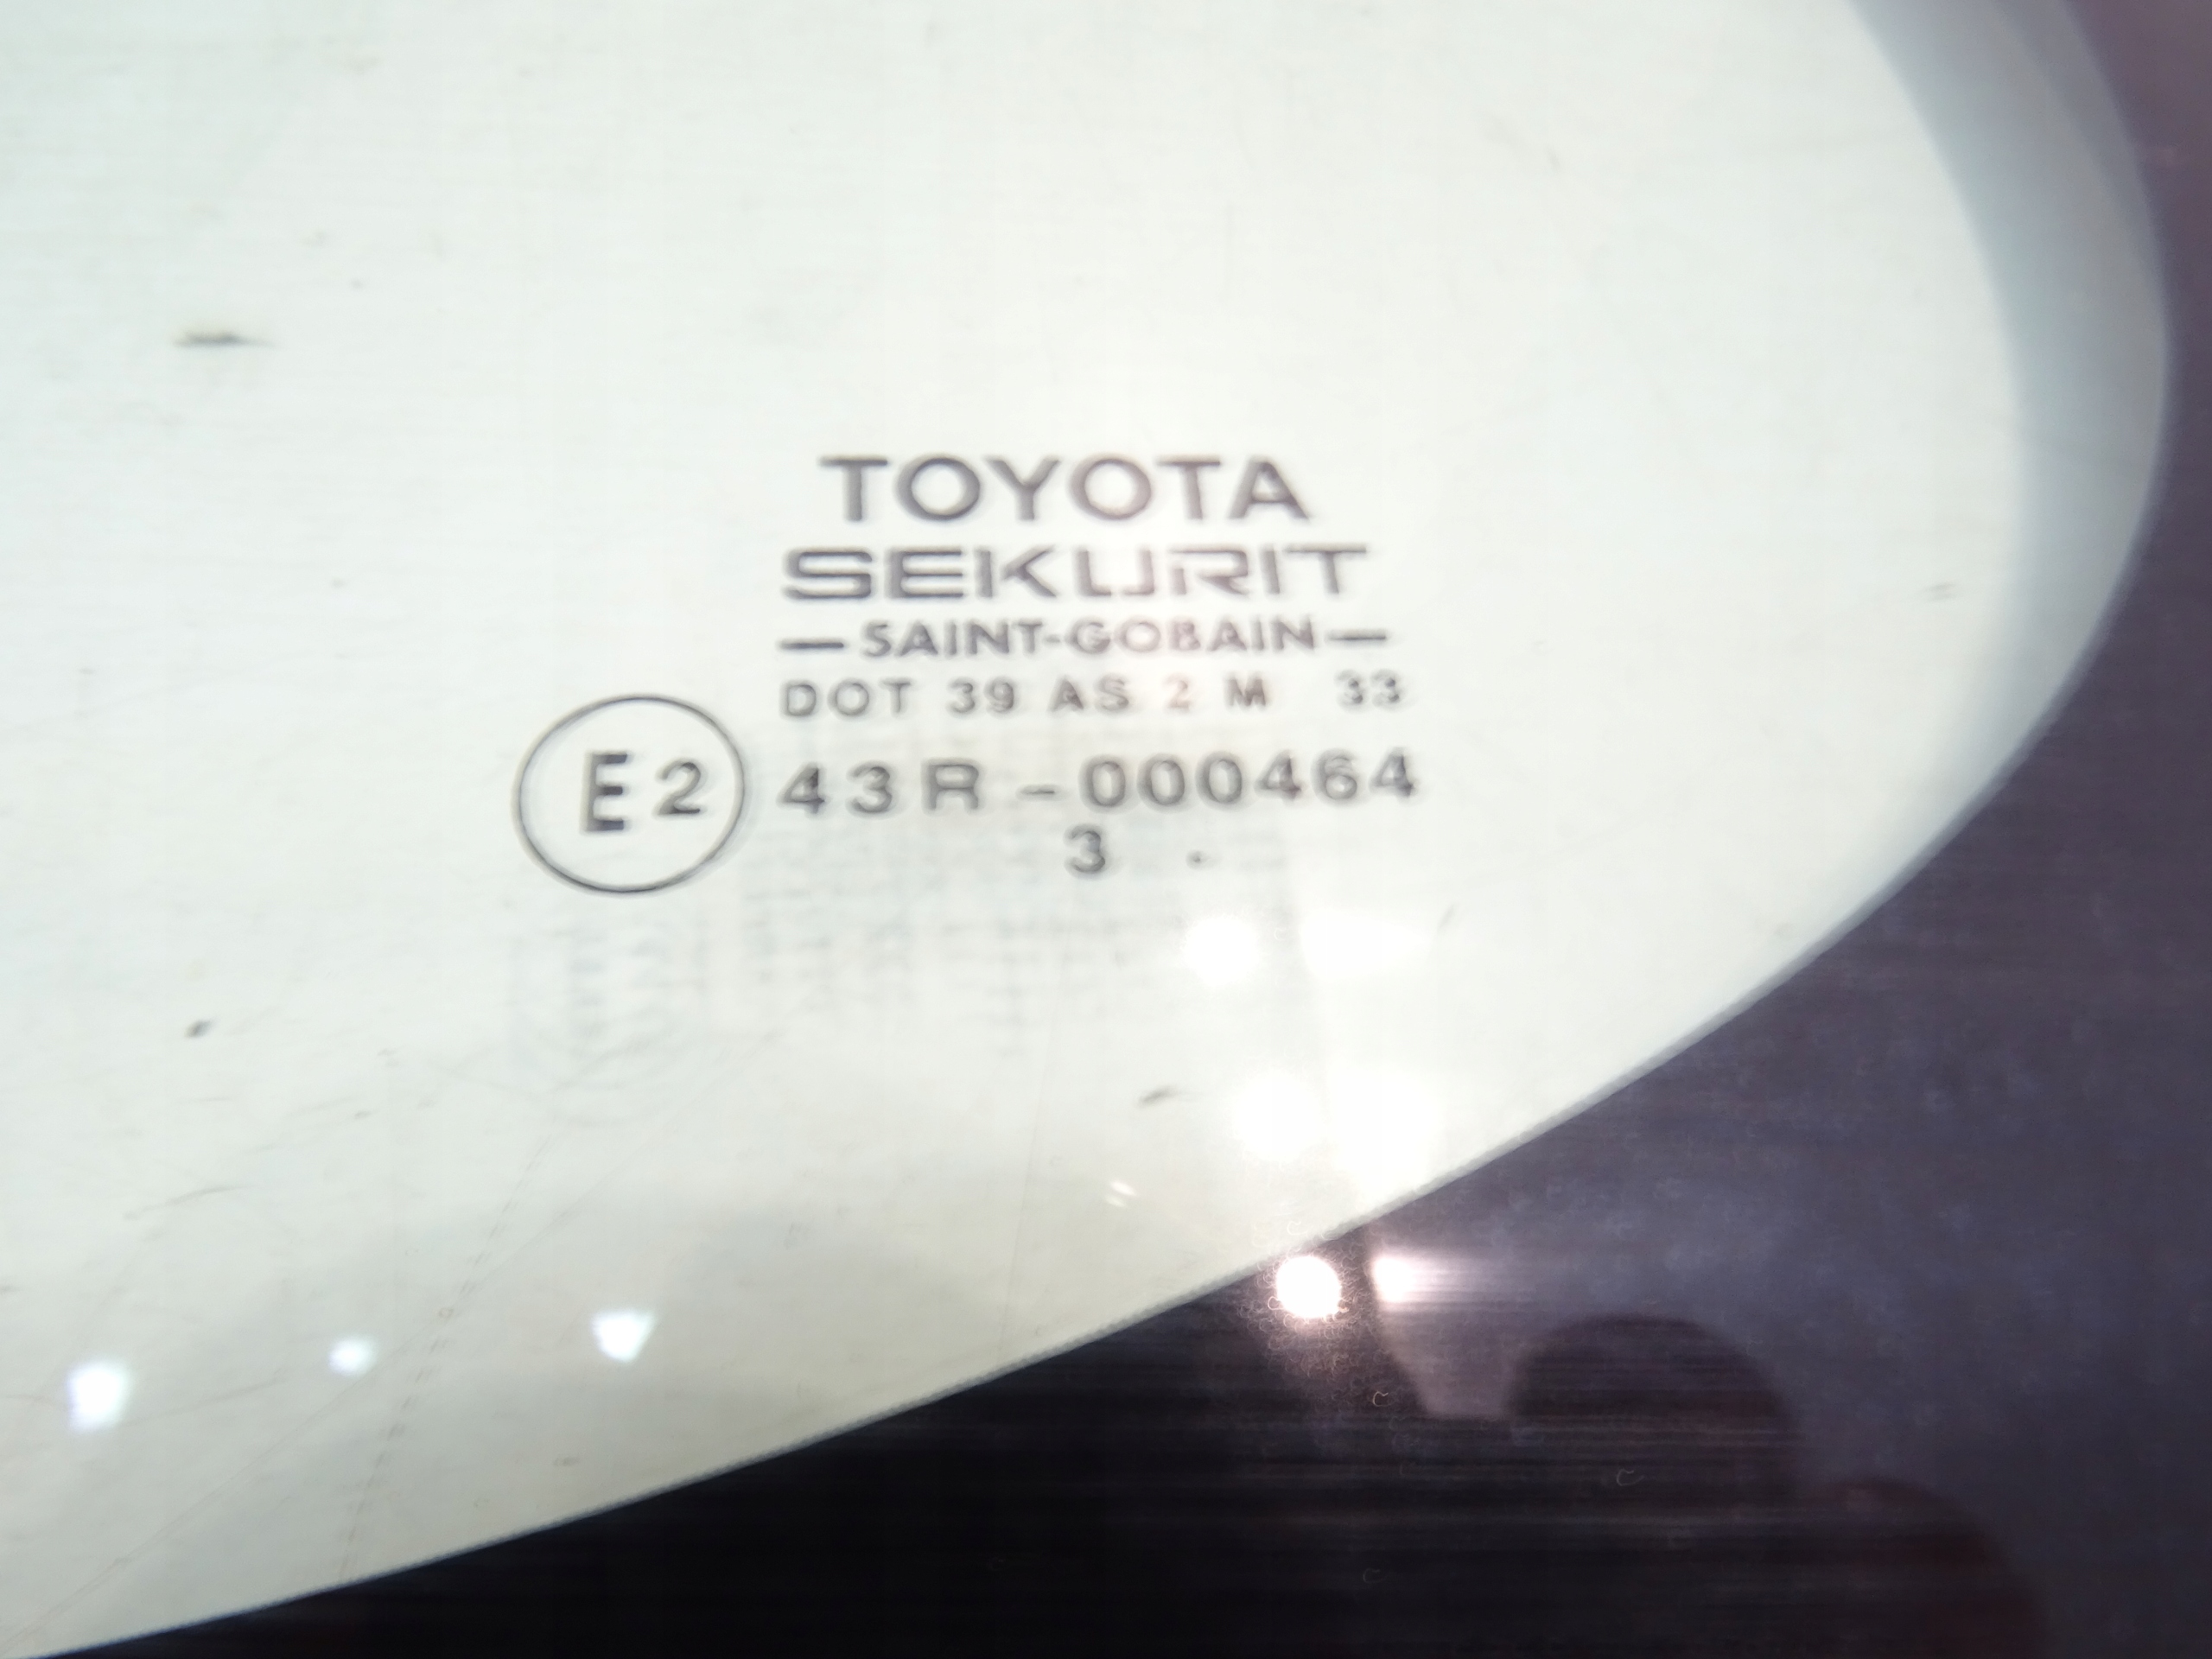 TOYOTA
SEKURIT
—SAINT-GOBAIN—
DOT 39 AS 2 M 33
E2 43R -000464
3 .